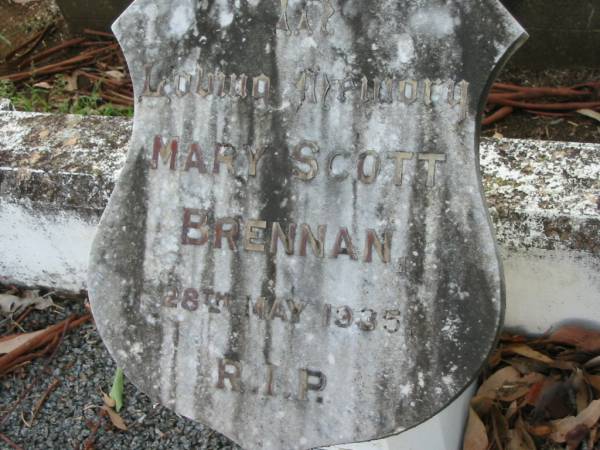 In
Loving Memory
MARY SCOTT
BRENNAN
28TH MAY 1935
R.I.P.